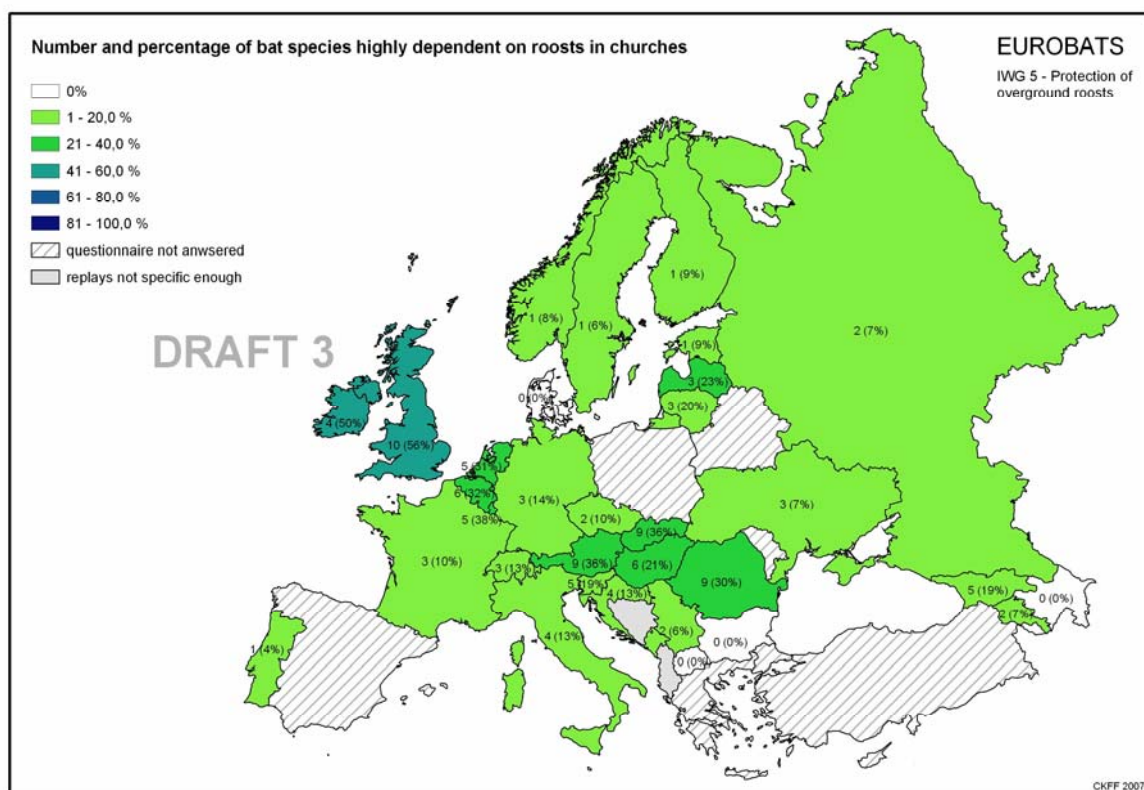 Number and percentage of bat species highly dependent on roosts in churches
EUROBATS
IWG 5 - Protection of
overground roosts
0%
1 - 20,0 %
21 - 40,0 %
41 - 60,0 %
61 - 80,0 %
81 - 100,0 %
questionnaire not anwsered
replays not specific enough
DRAFT 3
1 (9%)
1 (8%)
1 (6%)
2 (7%)
1 (9%)
3 (23%)
0 (0%)
3 (20%)
4 (50%)
10 (56%)
5 (31%)
6 (32%)
3 (14%)
3 (7%)
5 (38%)
2 (10%)
9 (36%)
3 (10%)
3 (13%)
9 (36%)
6 (21%)
9 (30%)
5 (19%)
4 (13%)
5 (19%)
0 (0%)
2 (7%)
4 (13%)
2 (6%)
0 (0%)
0 (0%)
1 (4%)
CKFF 2007